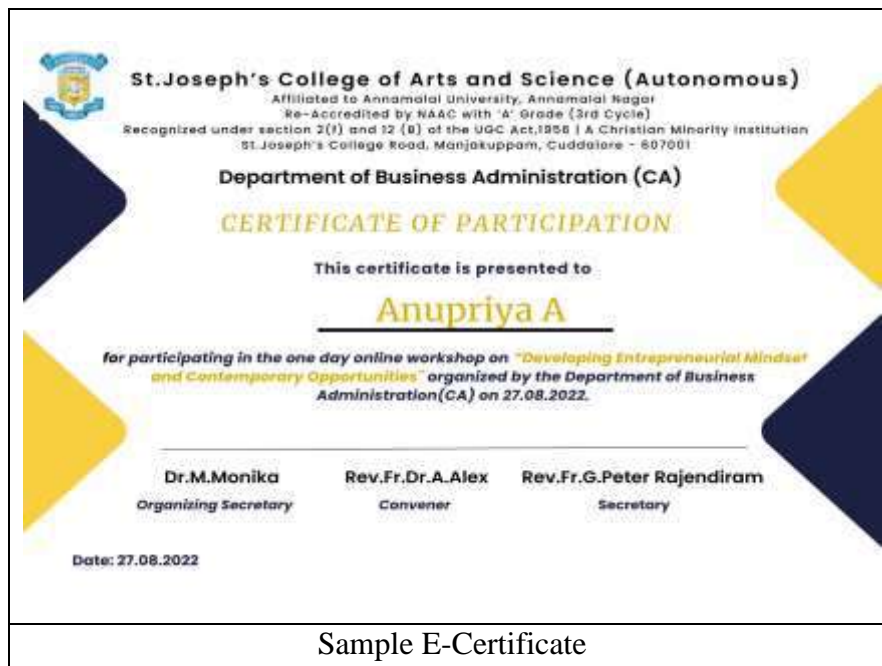 St.Joseph's College of Arts and Science (Autonomous)
Affiliated to Annamalai University, Annamalai Nagar
Re-Accredited by NAAC with 'A' Grade (3rd Cycle)
Recognized under section 2(f) and 12 (B) of the UGC Act,1956 | A Christian Minority Institution
St.Joseph's College Road, Manjakuppam, Cuddalore - 607001
Department of Business Administration (CA)
CERTIFICATE OF PARTICIPATION
This certificate is presented to
Anupriya A
for participating in the one day online workshop on "Developing Entrepreneurial Mindset
and Contemporary Opportunities" organized by the Department of Business
Administration(CA) on 27.08.2022.
Dr.M.Monika Rev.Fr.Dr.A.Alex Rev.Fr.G.Peter Rajendiram
Organizing Secretary Convener Secretary
Date: 27.08.2022
Sample E-Certificate